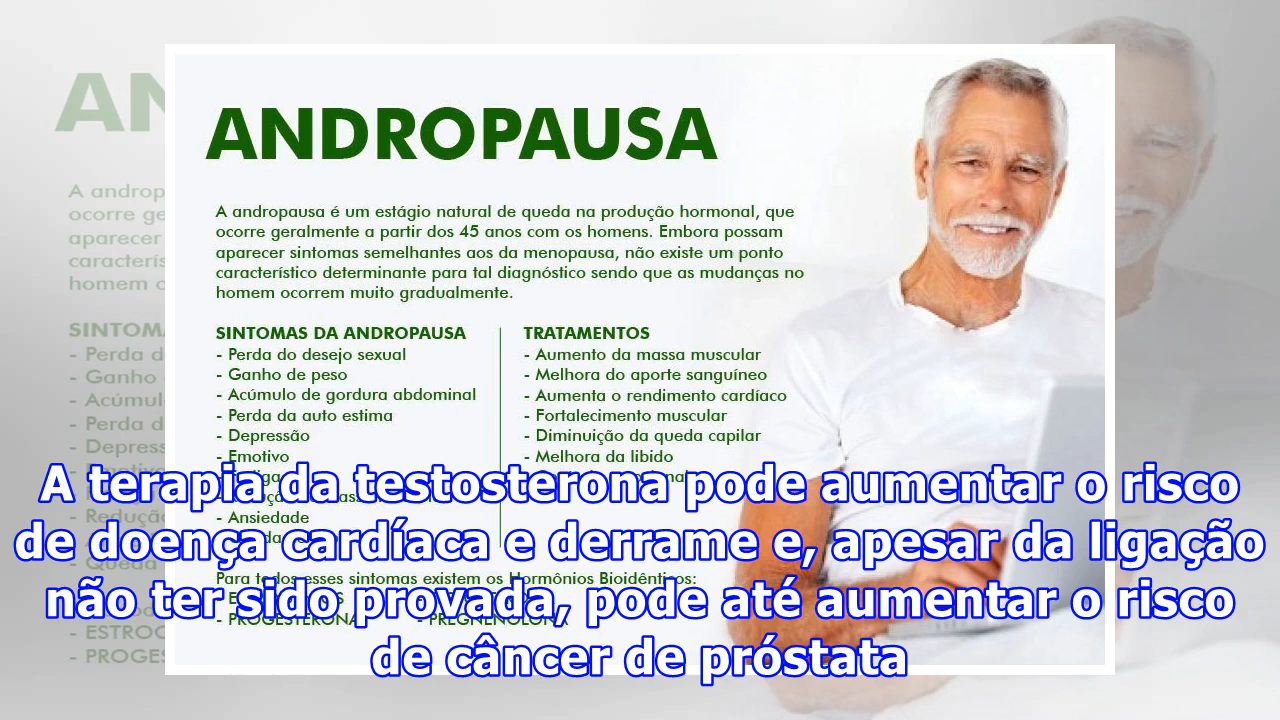 ANDROPAUSA
A andropausa é um estágio natural de queda na produção hormonal, que
ocorre geralmente a partir dos 45 anos com os homens. Embora possam
aparecer sintomas semelhantes aos da menopausa, não existe um ponto
característico determinante para tal diagnóstico sendo que as mudanças no
homem ocorrem muito gradualmente.
SINTOMAS DA ANDROPAUSA
- Perda do desejo sexual
- Ganho de peso
- Acúmulo de gordura abdominal
- Perda da auto estima
- Depressão
- Emotivo
- Ansiedade
TRATAMENTOS
- Aumento da massa muscular
- Melhora do aporte sanguíneo
- Aumenta o rendimento cardíaco
- Fortalecimento muscular
- Diminuição da queda capilar
- Melhora da libido
Para todos esses sintomas existem os Hormônios Bioidênticos:
- PROGESTERONA - PREGNENOLONA
A terapia da testosterona pode aumentar o risco
de doença cardíaca e derrame e, apesar da ligação
não ter sido provada, pode até aumentar o risco
de câncer de próstata